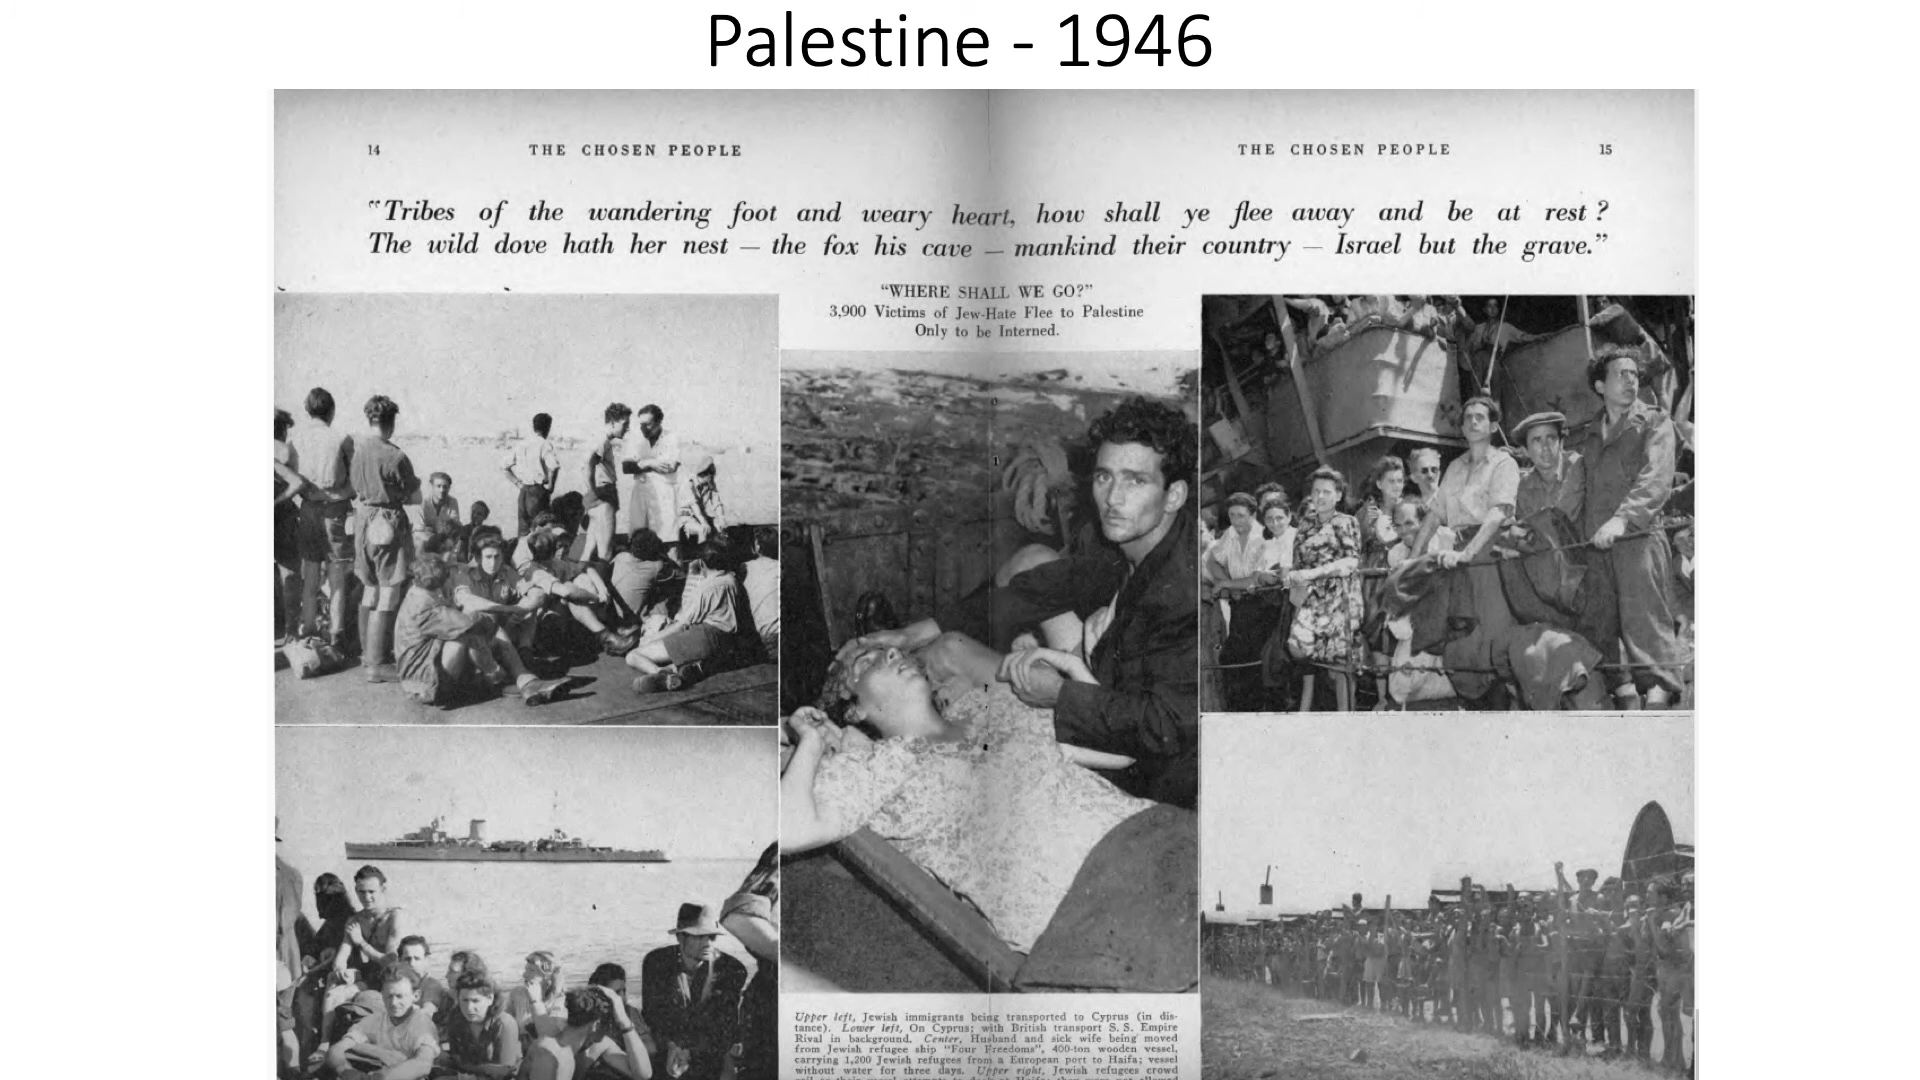 Palestine - 1946
14
THE CHOSEN PEOPLE
THE CHOSEN PEOPLE
15
"Tribes of the wandering foot and weary heart, how shall ye flee away and be at rest?
The wild dove hath her nest — the fox his cave — mankind their country — Israel but the grave."
"WHERE SHALL WE GO?"
3,900 Victims of Jew-Hate Flee to Palestine
Only to be Interned.
Upper left, Jewish immigrants being transported to Cyprus (in dis-
tance). Lower left, On Cyprus; with British transport S. S. Empire
Rival in background. Center, Husband and sick wife being moved
from Jewish refugee ship "Four Freedoms", 400-ton wooden vessel,
carrying 1,200 Jewish refugees from a European port to Haifa; vessel
without water for three days. Upper right, Jewish refugees crowd